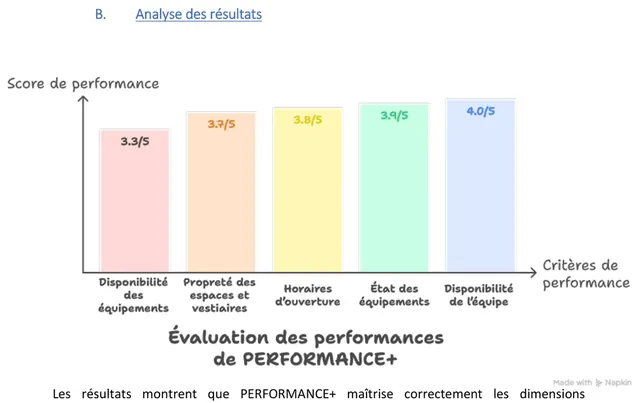 B. Analyse des résultats
Score de performance
3.3/5
3.7/5
3.8/5
3.9/5
4.0/5
Disponibilité
des
équipements
Propreté des
espaces et
vestiaires
Horaires
d'ouverture
État des
équipements
Disponibilité
de l'équipe
Critères de
performance
Évaluation des performances
de PERFORMANCE+
Made with Napkin
Les résultats montrent que PERFORMANCE+ maîtrise correctement les dimensions